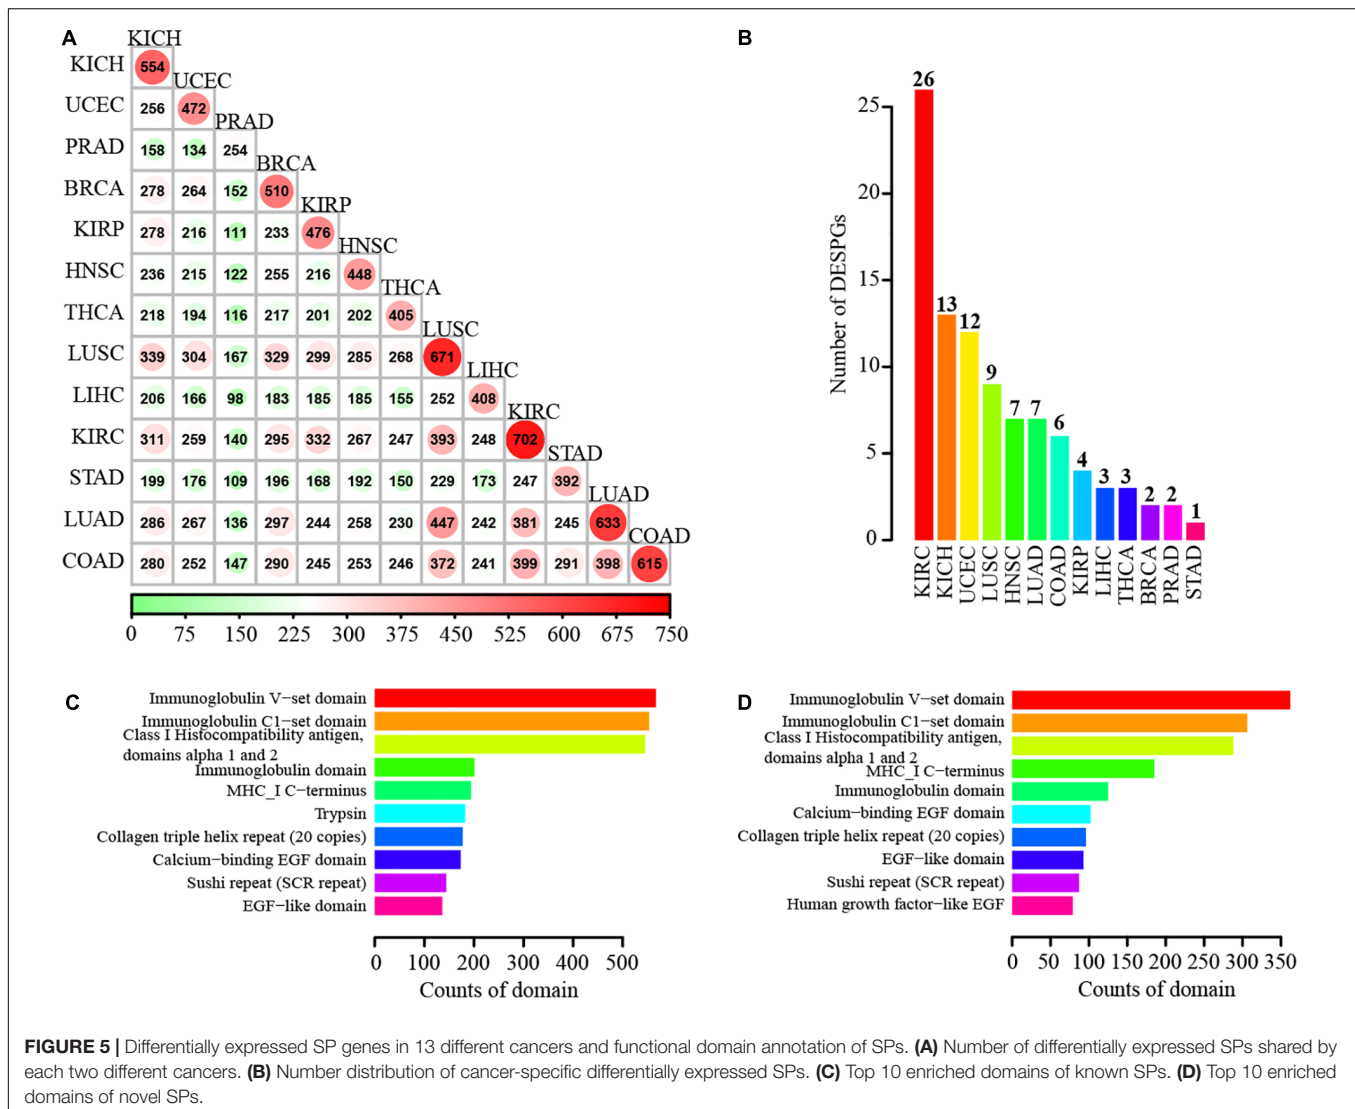 A
KICH
KICH 554
UCEC
UCEC 256 472
PRAD
PRAD 158 134 254
BRCA
BRCA 278 264 152 510
KIRP
KIRP 278 216 111 233 476
HNSC
HNSC 236 215 122 255 216 448
THCA
THCA 218 194 116 217 201 202 405
LUSC
LUSC 339 304 167 329 299 285 268 671
LIHC
LIHC 206 166 98 183 185 185 155 252 408
KIRC
KIRC 311 259 140 295 332 267 247 393 248 702
STAD
STAD 199 176 109 196 168 192 150 229 173 247 392
LUAD
LUAD 286 267 136 297 244 258 230 447 242 381 245 633
COAD
COAD 280 252 147 290 245 253 246 372 241 399 291 398 615
0 75 150 225 300 375 450 525 600 675 750
B
Number of DESPGs
25
20
15
10
5
0
26 13 12 9 7 7 6 4 3 3 2 2 1
KIRC KICH UCEC LUSC HNSC LUAD COAD KIRP LIHC THCA BRCA PRAD STAD
C
Immunoglobulin V−set domain
Immunoglobulin C1−set domain
Class I Histocompatibility antigen,
domains alpha 1 and 2
Immunoglobulin domain
MHC_I C−terminus
Trypsin
Collagen triple helix repeat (20 copies)
Calcium−binding EGF domain
Sushi repeat (SCR repeat)
EGF−like domain
0 100 200 300 400 500
Counts of domain
D
Immunoglobulin V−set domain
Immunoglobulin C1−set domain
Class I Histocompatibility antigen,
domains alpha 1 and 2
MHC_I C−terminus
Immunoglobulin domain
Calcium−binding EGF domain
Collagen triple helix repeat (20 copies)
EGF−like domain
Sushi repeat (SCR repeat)
Human growth factor−like EGF
0 50 100 150 200 250 300 350
Counts of domain
FIGURE 5 | Differentially expressed SP genes in 13 different cancers and functional domain annotation of SPs. (A) Number of differentially expressed SPs shared by
each two different cancers. (B) Number distribution of cancer-specific differentially expressed SPs. (C) Top 10 enriched domains of known SPs. (D) Top 10 enriched
domains of novel SPs.